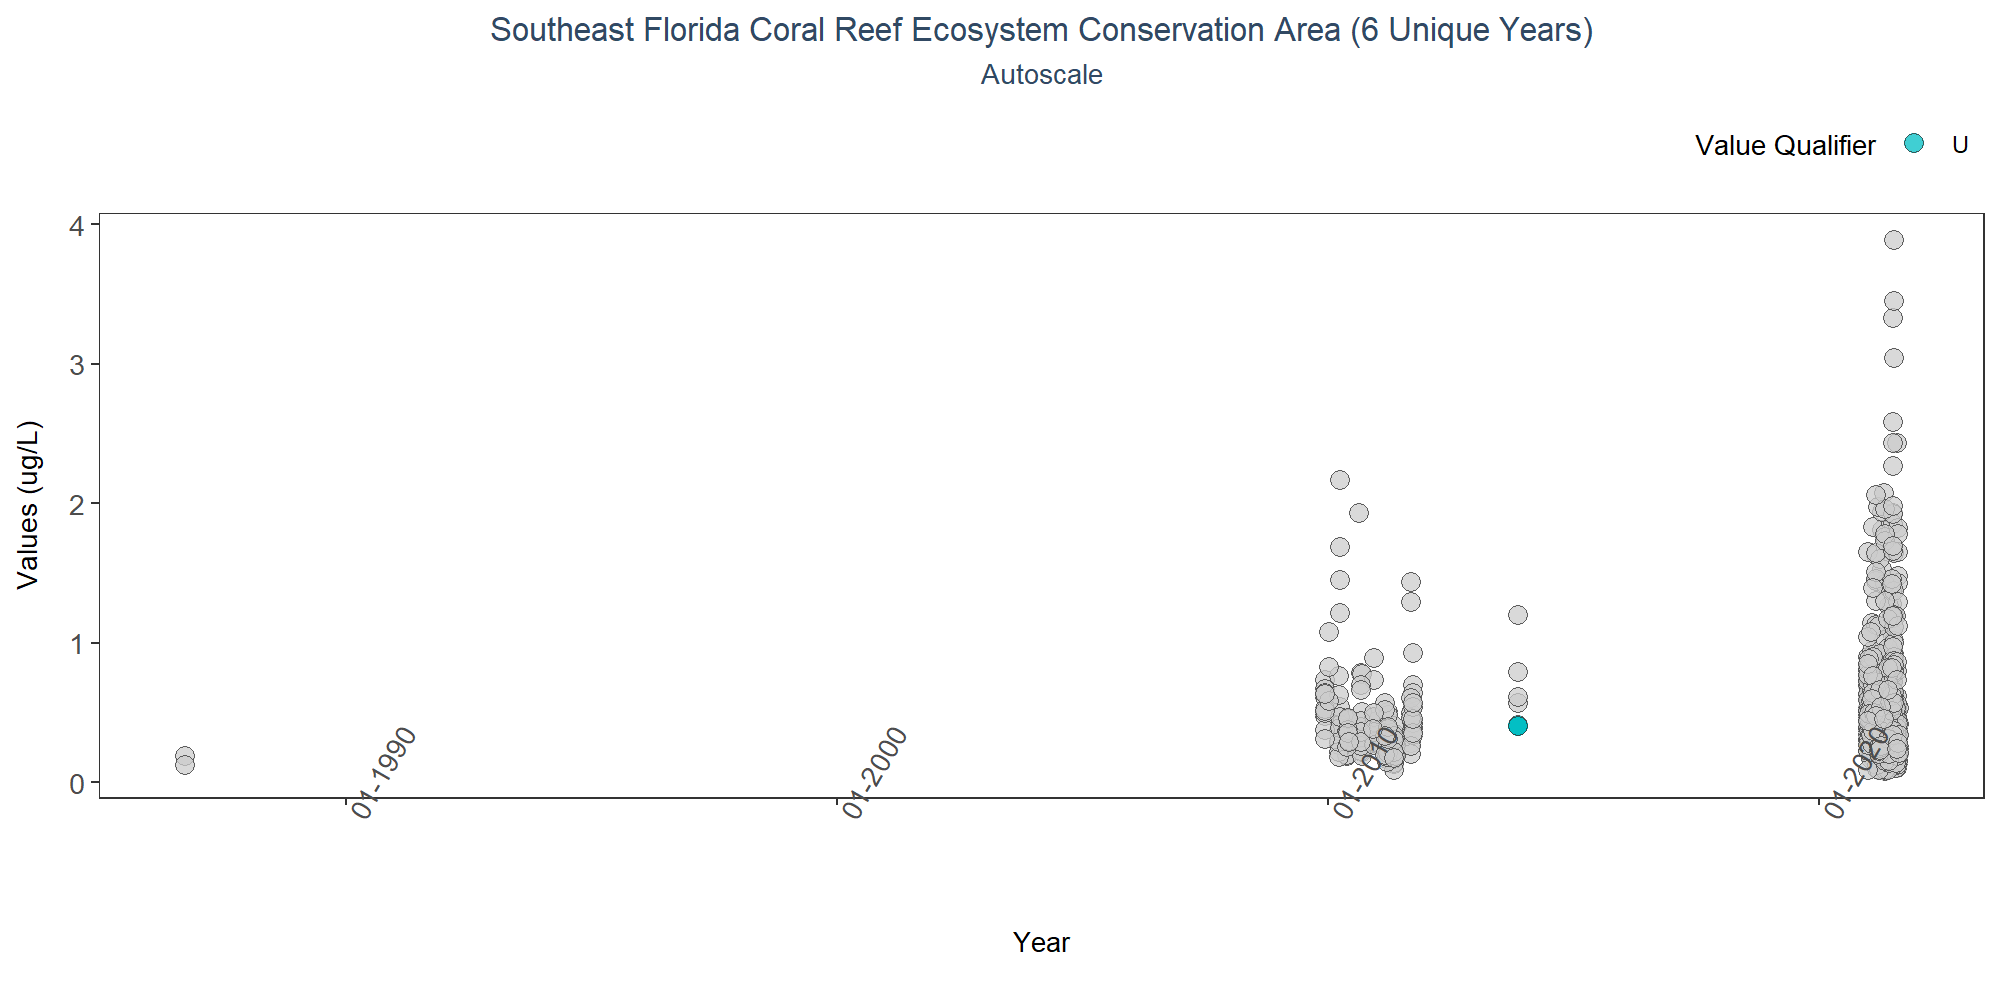 Southeast Florida Coral Reef Ecosystem Conservation Area (6 Unique Years)
Autoscale
Value Qualifier U
4
3
2
1
0
Values (ug/L)
01-1990
01-2000
01-2010
01-2020
Year